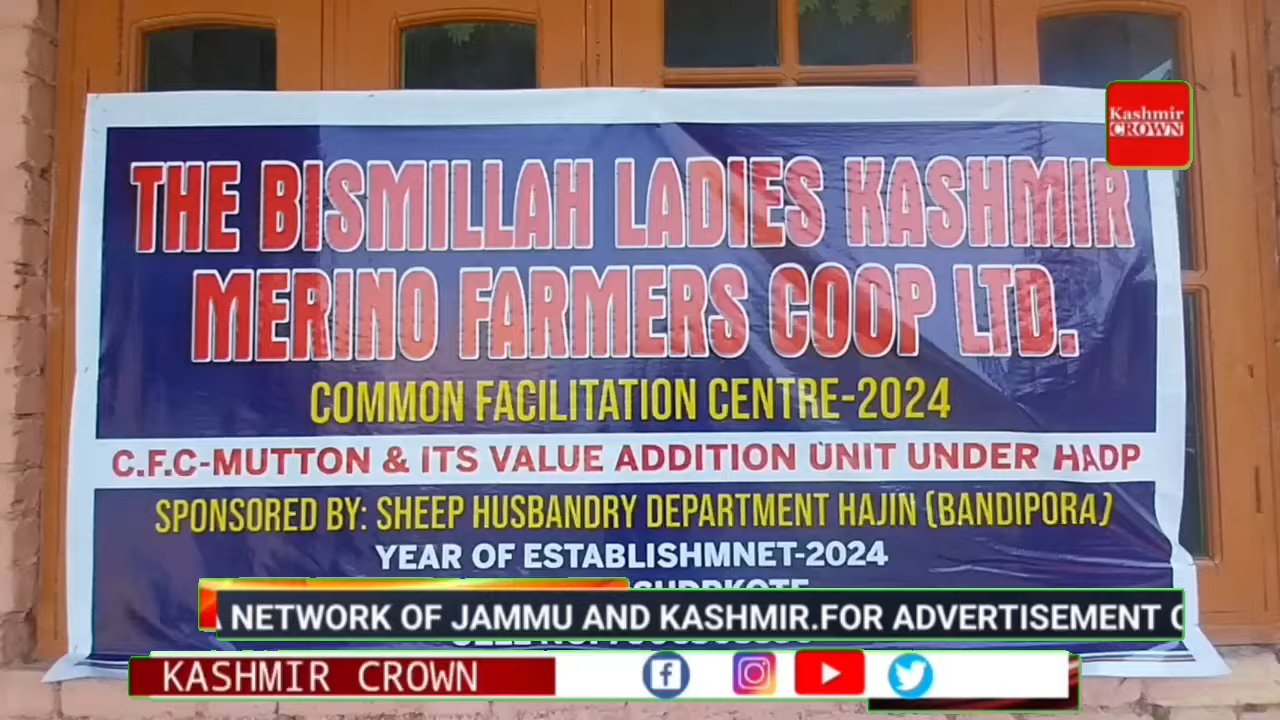 Kashmir
CROWN
THE BISMILLAH LADIES KASHMIR
MERINO FARMERS COOP LTD.
COMMON FACILITATION CENTRE-2024
C.F.C-MUTTON & ITS VALUE ADDITION UNIT UNDER HADP
SPONSORED BY: SHEEP HUSBANDRY DEPARTMENT HAJIN (BANDIPORA)
YEAR OF ESTABLISHMNET-2024
NETWORK OF JAMMU AND KASHMIR.FOR ADVERTISEMENT
KASHMIR CROWN